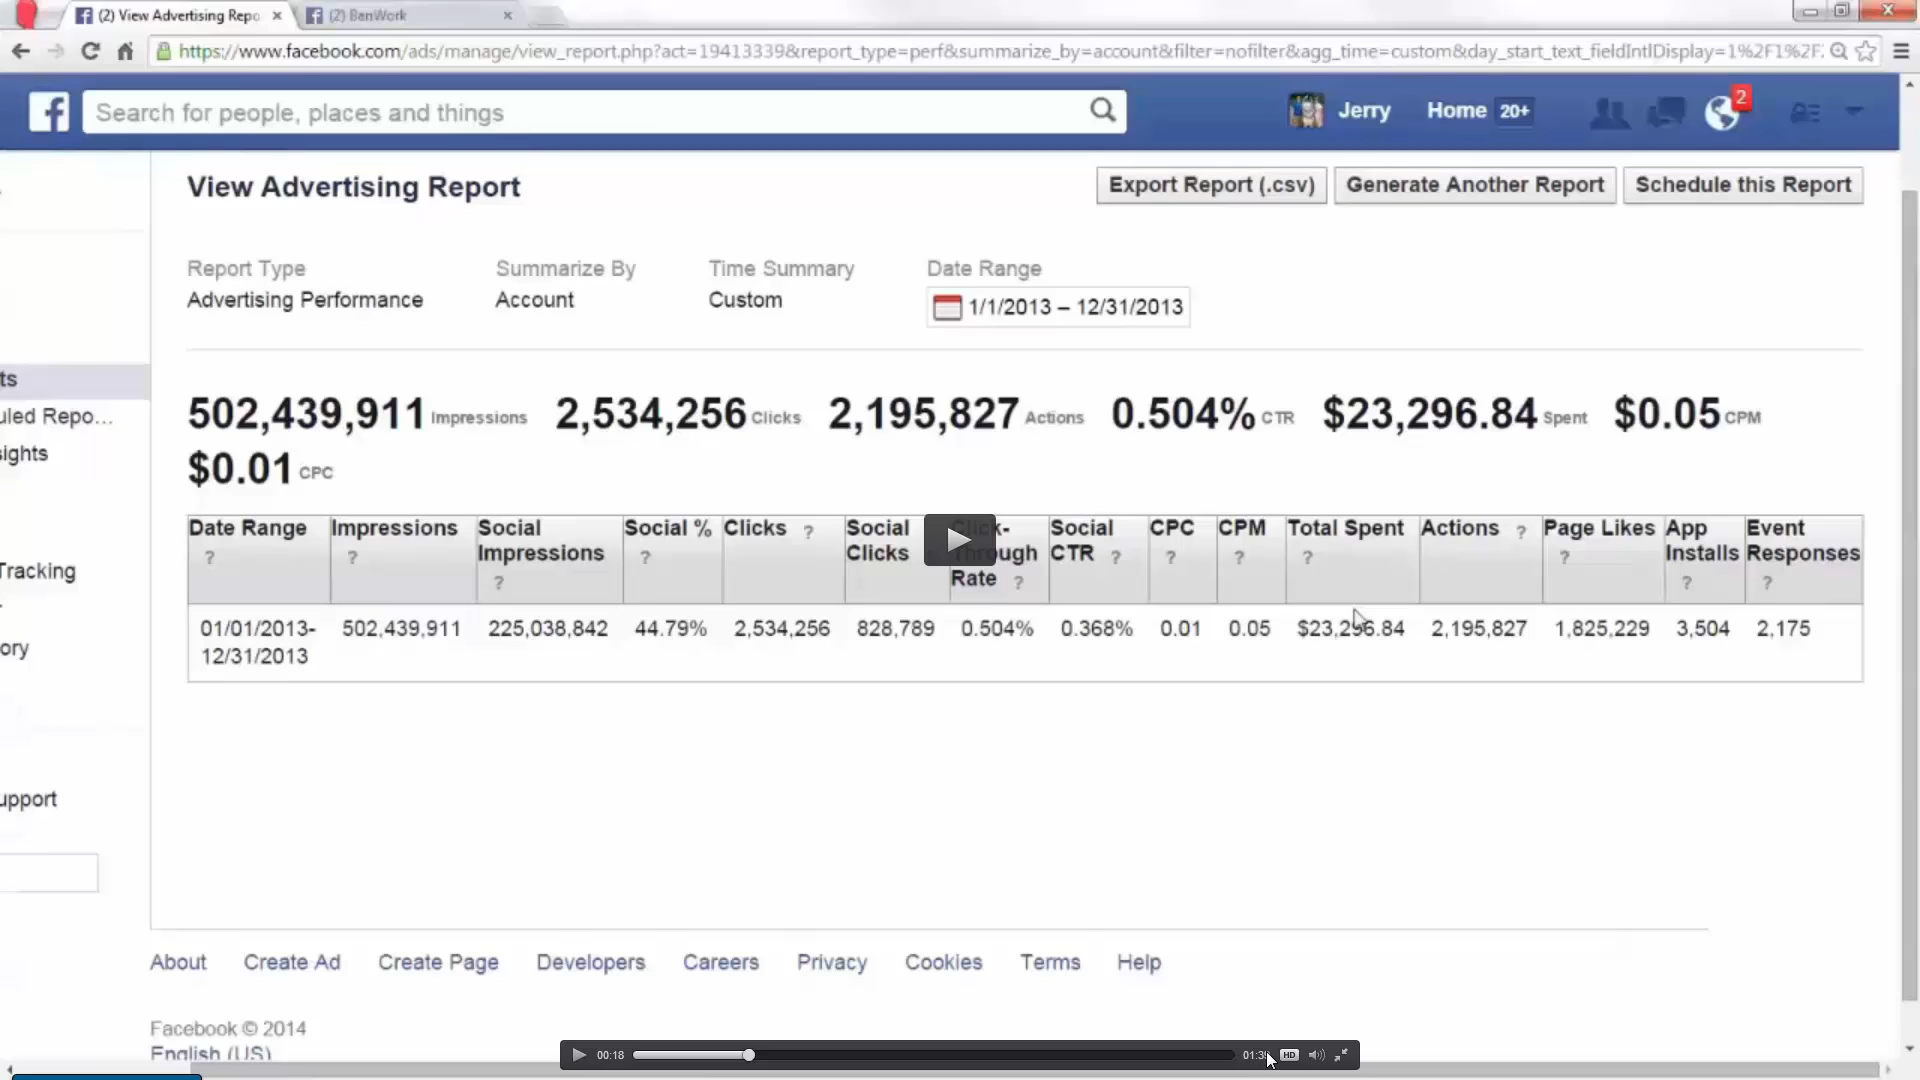 (2) View Advertising Repo
(2) BanWork
https://www.facebook.com/ads/manage/view_report.php?act=19413339&report_type=perf&summarize_by=account&filter=nofilter&agg_time=custom&day_start_text_fieldIntlDisplay=1%2F1%2F
Search for people, places and things
Jerry Home 20+ 2
View Advertising Report
Export Report (.csv) Generate Another Report Schedule this Report
Report Type Summarize By Time Summary Date Range
Advertising Performance Account Custom 1/1/2013 – 12/31/2013
ts
uled Repo...
sights
Tracking
ory
upport
502,439,911 Impressions 2,534,256 Clicks 2,195,827 Actions 0.504% CTR $23,296.84 Spent $0.05 CPM
$0.01 CPC
Date Range ?
Impressions ?
Social Impressions ?
Social % ?
Clicks ?
Social Clicks
Click-Through Rate ?
Social CTR ?
CPC ?
CPM ?
Total Spent ?
Actions ?
Page Likes ?
App Installs ?
Event Responses ?
01/01/2013- 502,439,911 225,038,842 44.79% 2,534,256 828,789 0.504% 0.368% 0.01 0.05 $23,296.84 2,195,827 1,825,229 3,504 2,175
12/31/2013
About Create Ad Create Page Developers Careers Privacy Cookies Terms Help
Facebook © 2014
English (US)
00:18 HD